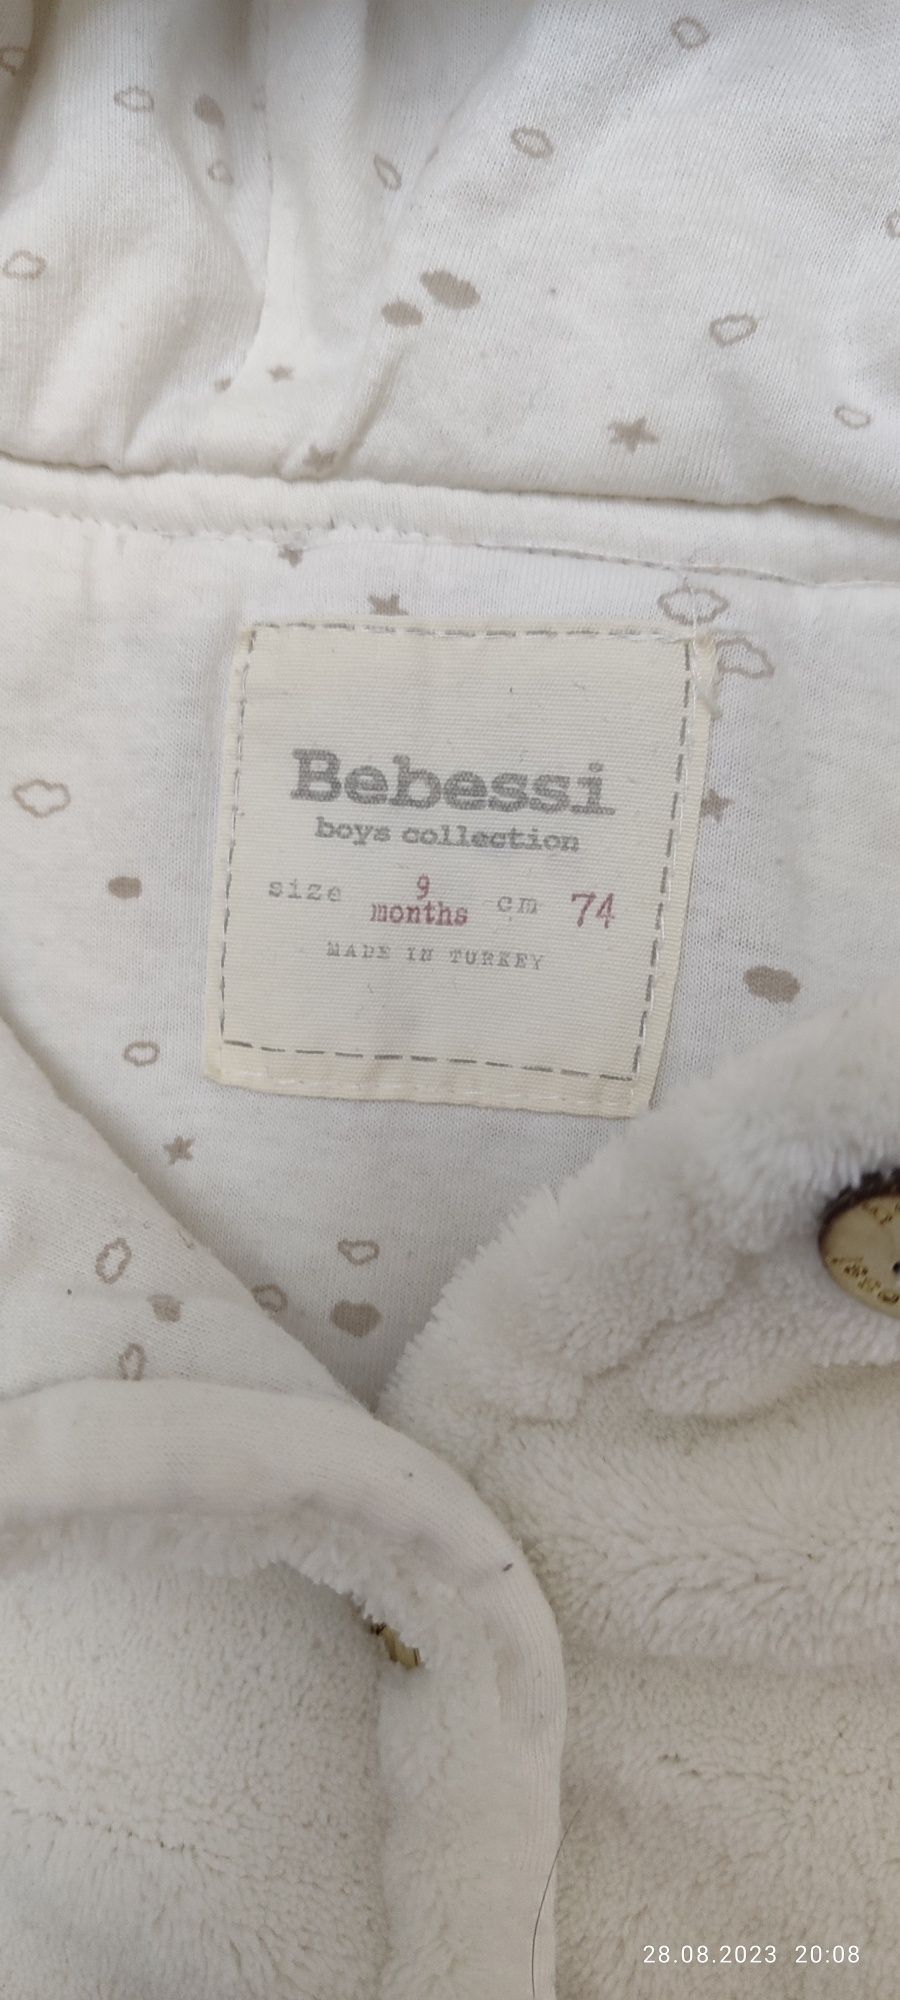 Bebessi
boys collection
size 9 months cm 74
MADE IN TURKEY
28.08.2023 20:08